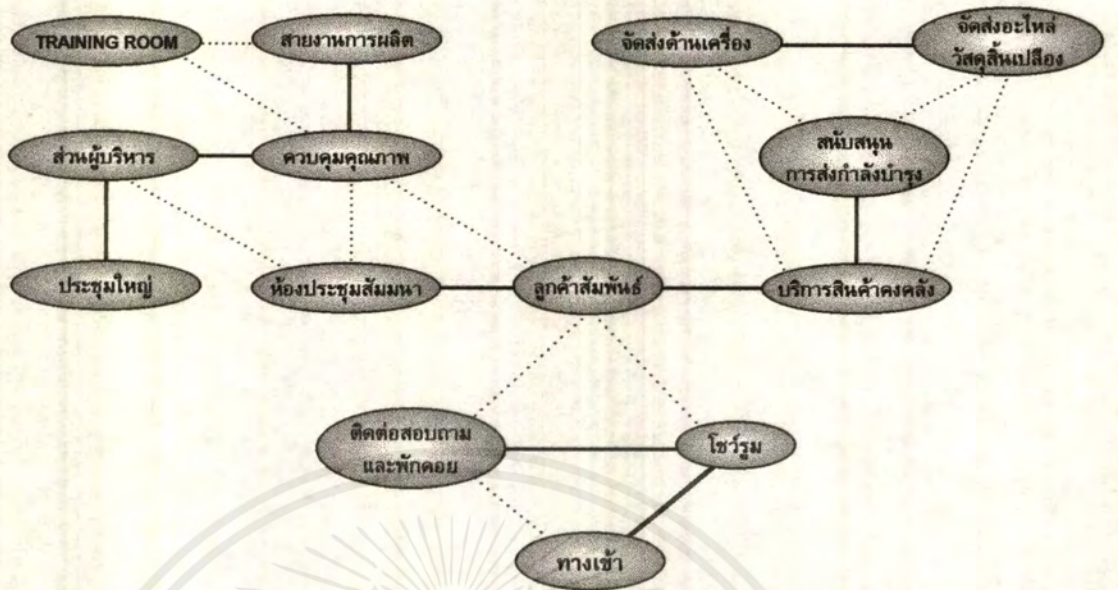 TRAINING ROOM
สายงานการผลิต
จัดส่งด้านเครื่อง
จัดส่งอะไหล่
วัสดุสิ้นเปลือง
ส่วนผู้บริหาร
ควบคุมคุณภาพ
สนับสนุน
การส่งกำลังบำรุง
ประชุมใหญ่
ห้องประชุมสัมมนา
ลูกค้าสัมพันธ์
บริการสินค้าคงคลัง
ติดต่อสอบถาม
และพักคอย
โชว์รูม
ทางเข้า